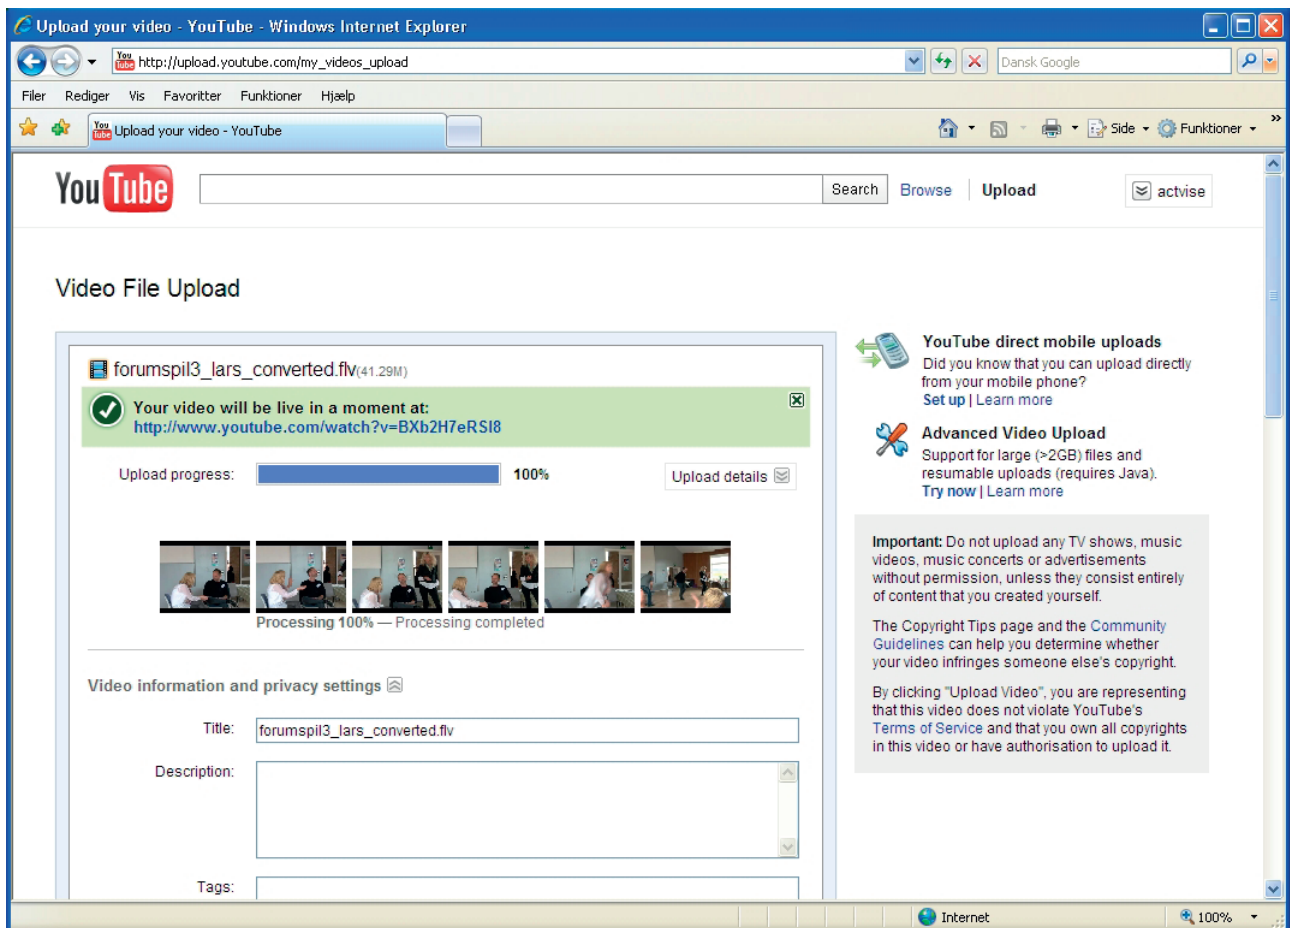 Upload your video - YouTube - Windows Internet Explorer
http://upload.youtube.com/my_videos_upload
Dansk Google
Filer Rediger Vis Favoritter Funktioner Hjælp
Upload your video - YouTube
Side
Funktioner
YouTube
Search Browse Upload actvise
Video File Upload
forumspil3_lars_converted.flv(41.29M)
Your video will be live in a moment at:
http://www.youtube.com/watch?v=BXb2H7eRSI8
Upload progress: 100% Upload details
Processing 100% — Processing completed
Video information and privacy settings
Title: forumspil3_lars_converted.flv
Description:
Tags:
YouTube direct mobile uploads
Did you know that you can upload directly
from your mobile phone?
Set up | Learn more
Advanced Video Upload
Support for large (>2GB) files and
resumable uploads (requires Java).
Try now | Learn more
Important: Do not upload any TV shows, music
videos, music concerts or advertisements
without permission, unless they consist entirely
of content that you created yourself.
The Copyright Tips page and the Community
Guidelines can help you determine whether
your video infringes someone else's copyright.
By clicking "Upload Video", you are representing
that this video does not violate YouTube's
Terms of Service and that you own all copyrights
in this video or have authorisation to upload it.
Internet 100%